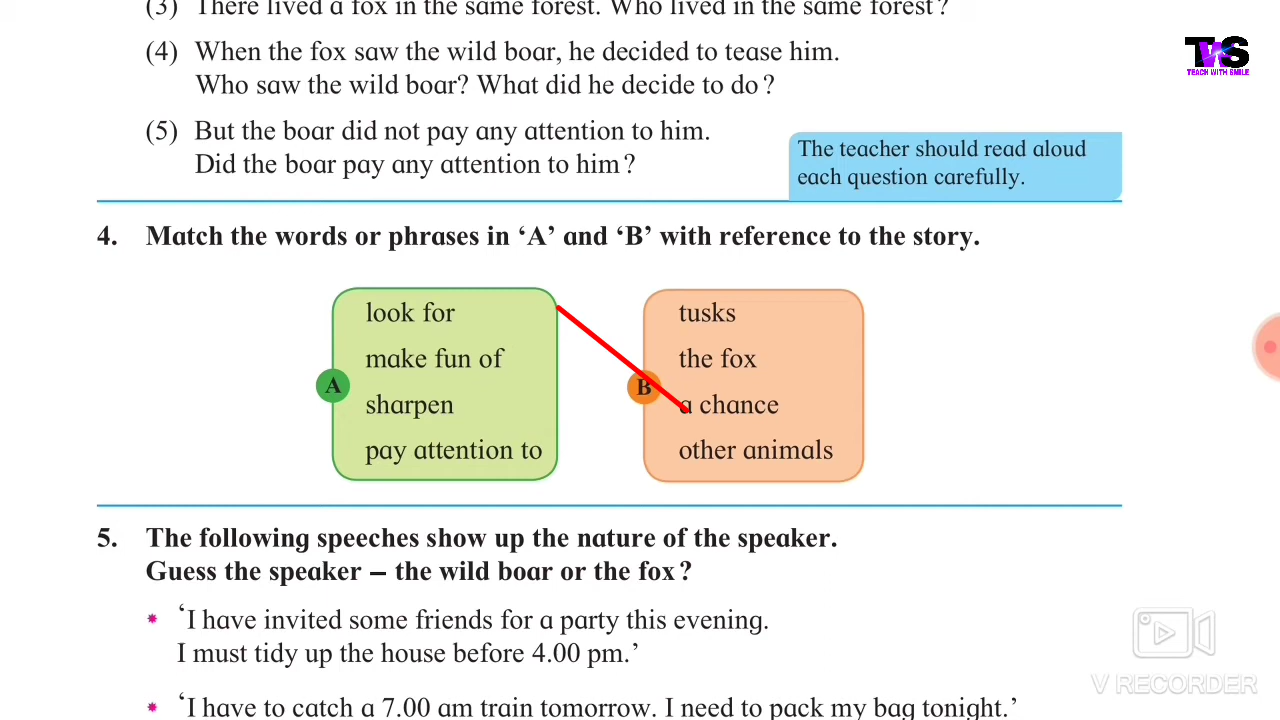 (3) There lived a fox in the same forest. Who lived in the same forest?
(4) When the fox saw the wild boar, he decided to tease him.
Who saw the wild boar? What did he decide to do?
(5) But the boar did not pay any attention to him.
Did the boar pay any attention to him?
TWS
TEACH WITH SMILE
The teacher should read aloud
each question carefully.
4. Match the words or phrases in ‘A’ and ‘B’ with reference to the story.
A
look for
make fun of
sharpen
pay attention to
B
tusks
the fox
a chance
other animals
5. The following speeches show up the nature of the speaker.
Guess the speaker – the wild boar or the fox?
* ‘I have invited some friends for a party this evening.
I must tidy up the house before 4.00 pm.’
* ‘I have to catch a 7.00 am train tomorrow. I need to pack my bag tonight.’
V RECORDER